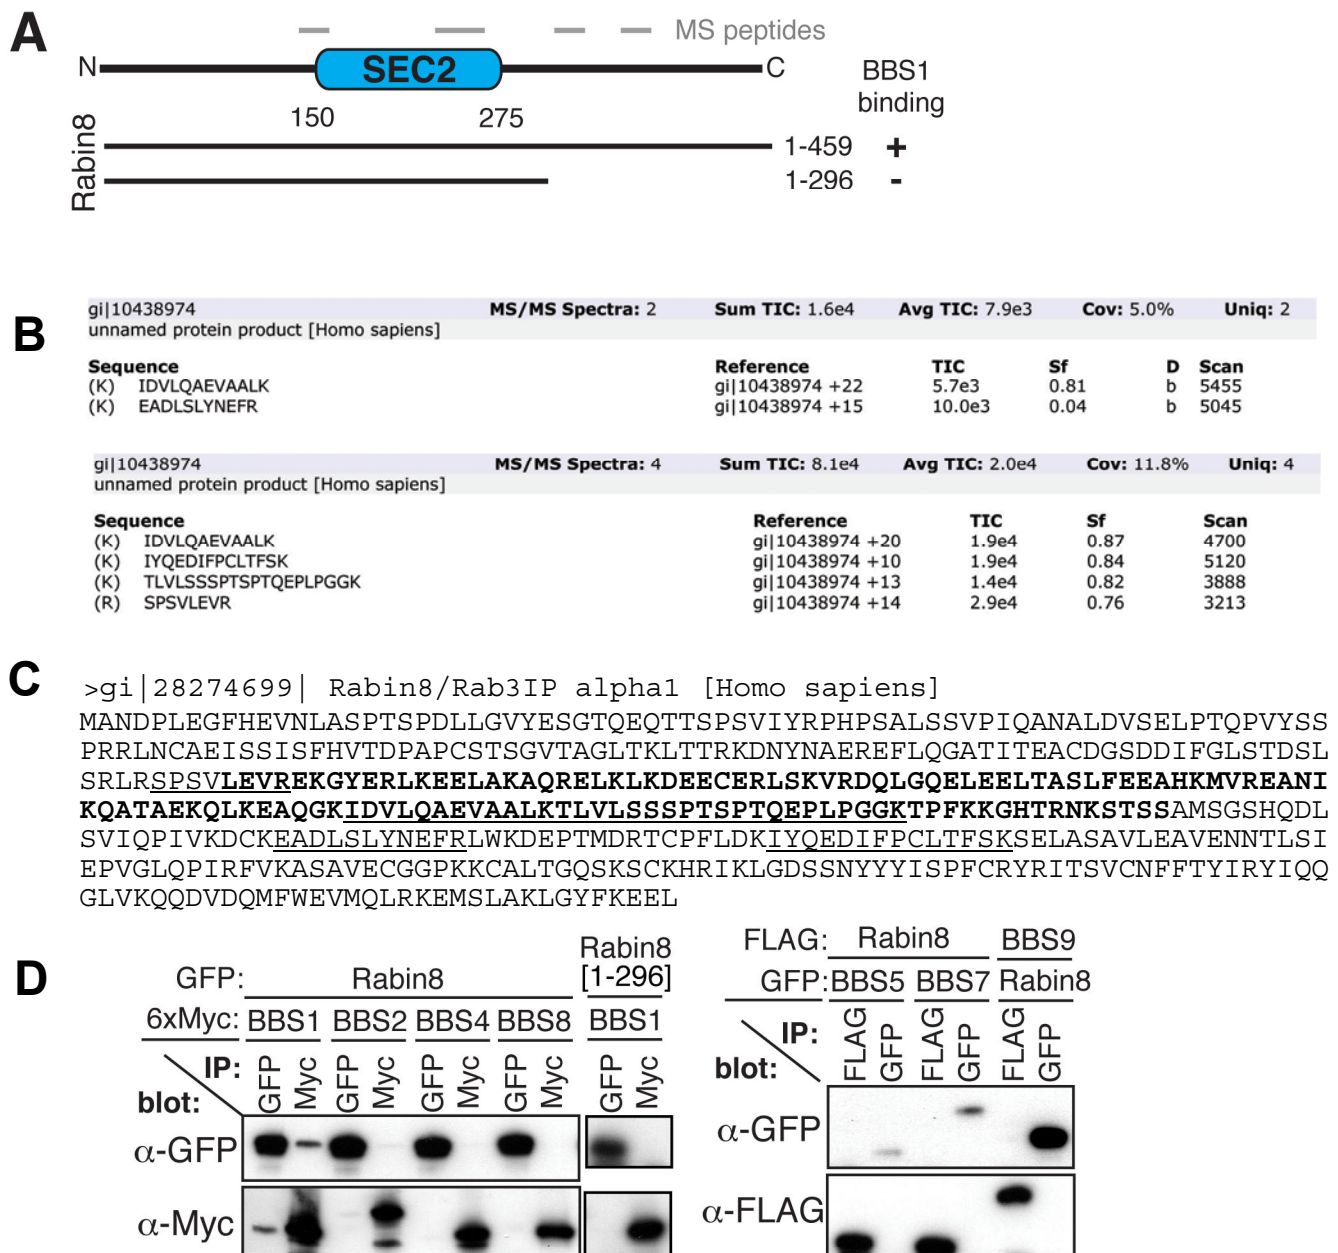 A
MS peptides
N SEC2 C
BBS1
binding
150 275
Rabin8
1-459 +
1-296 -
B
gi|10438974 MS/MS Spectra: 2 Sum TIC: 1.6e4 Avg TIC: 7.9e3 Cov: 5.0% Uniq: 2
unnamed protein product [Homo sapiens]
Sequence Reference TIC Sf D Scan
(K) IDVLQAEVAALK gi|10438974 +22 5.7e3 0.81 b 5455
(K) EADLSLYNEFR gi|10438974 +15 10.0e3 0.04 b 5045
gi|10438974 MS/MS Spectra: 4 Sum TIC: 8.1e4 Avg TIC: 2.0e4 Cov: 11.8% Uniq: 4
unnamed protein product [Homo sapiens]
Sequence Reference TIC Sf Scan
(K) IDVLQAEVAALK gi|10438974 +20 1.9e4 0.87 4700
(K) IYQEDIFPCLTFSK gi|10438974 +10 1.9e4 0.84 5120
(K) TLVLSSSPTSPTQEPLPGGK gi|10438974 +13 1.4e4 0.82 3888
(R) SPSVLEVR gi|10438974 +14 2.9e4 0.76 3213
C
>gi|28274699| Rabin8/Rab3IP alpha1 [Homo sapiens]
MANDPLEGFHEVNLASPTSPDLLGVYESGTQEQTTSPSVIYRPHPSALSSVPIQANALDVSELPTQPVYSS
PRRLNCAEISSISFHVTDPAPCSTSGVTAGLTKLTTRKDNYNAEREFLQGATITEACDGSDDIFGLSTDSL
SRLRSPSVLEVREKGYERLKEELAKAQRELKLKDEECERLSKVRDQLGQELEELTASLFEEAHKMVREANI
KQATAEKQLKEAQGKIDVLQAEVAALKTLVLSSSPTSPTQEPLPGGKTPFKKGHTRNKSTSSAMSGSHQDL
SVIQPIVKDCKEADLSLYNEFRLWKDEPTMDRTCPFLDKIYQEDIFPCLTFSKSELASAVLEAVENNTLSI
EPVGLQPIRFVKASAVECGGPKKCALTGQSKSCKHRIKLGDSSNYYYISPFCRYRITSVCNFFTYIRYIQQ
GLVKQQDVDQMFWEVMQLRKEMSLAKLGYFKEEL
D
GFP: Rabin8 Rabin8 [1-296]
6xMyc: BBS1 BBS2 BBS4 BBS8 BBS1
IP: GFP Myc GFP Myc GFP Myc GFP Myc GFP Myc
blot:
α-GFP
α-Myc
FLAG: Rabin8 BBS9
GFP: BBS5 BBS7 Rabin8
IP: FLAG GFP FLAG GFP FLAG GFP
blot:
α-GFP
α-FLAG